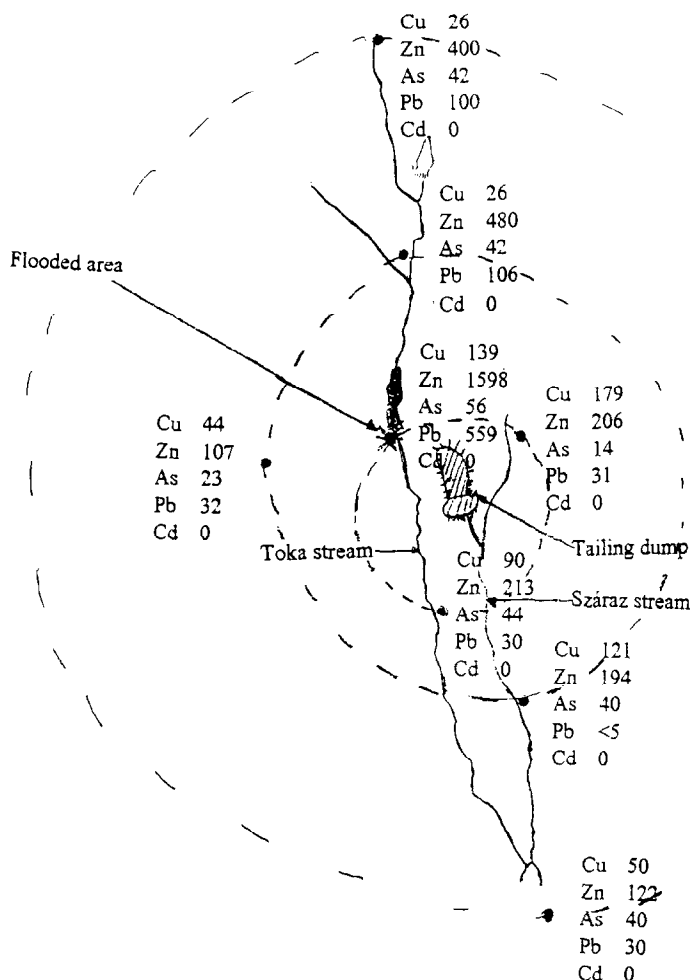 Cu 26
Zn 400
As 42
Pb 100
Cd 0
Cu 26
Zn 480
As 42
Pb 106
Cd 0
Flooded area
Cu 139
Zn 1598
As 56
Pb 559
Cd 0
Cu 179
Zn 206
As 14
Pb 31
Cd 0
Cu 44
Zn 107
As 23
Pb 32
Cd 0
Toka stream
Tailing dump
Cu 90
Zn 213
As 44
Pb 30
Cd 0
Száraz stream
Cu 121
Zn 194
As 40
Pb <5
Cd 0
Cu 50
Zn 122
As 40
Pb 30
Cd 0